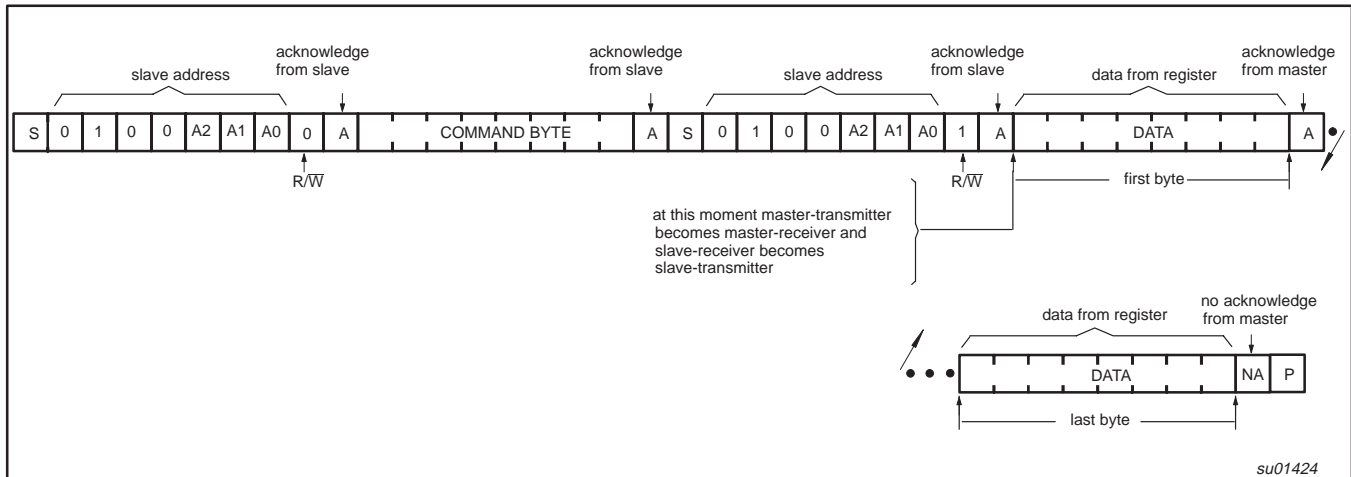 acknowledge
from slave
slave address
acknowledge
from slave
slave address
acknowledge
from slave
data from register
acknowledge
from master
S 0 1 0 0 A2 A1 A0 0 A COMMAND BYTE A S 0 1 0 0 A2 A1 A0 1 A DATA A
R/W̅
R/W̅
first byte
at this moment master-transmitter
becomes master-receiver and
slave-receiver becomes
slave-transmitter
data from register
no acknowledge
from master
DATA NA P
last byte
su01424